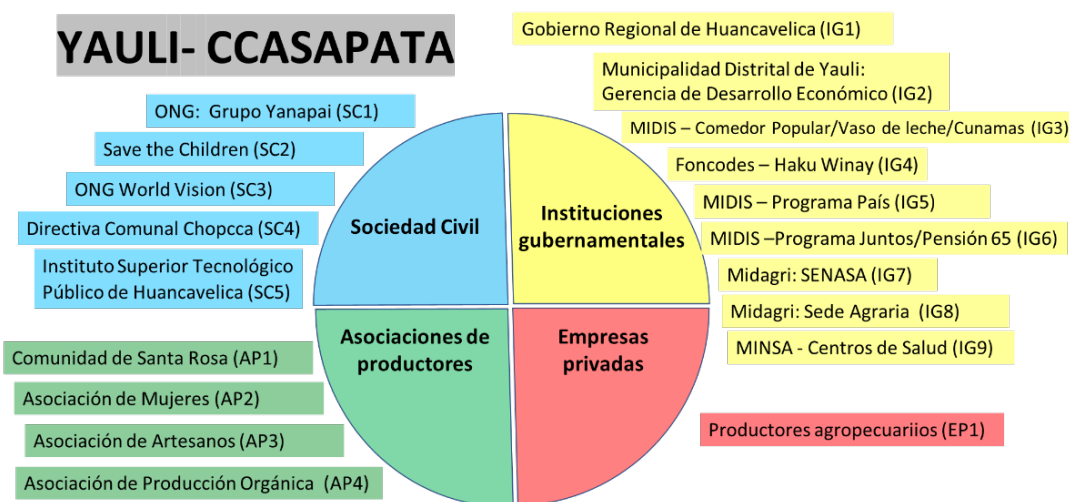 YAULI- CCASAPATA
ONG:  Grupo Yanapai (SC1)
Save the Children (SC2)
ONG World Vision (SC3)
Directiva Comunal Chopcca (SC4)
Instituto Superior Tecnológico
Público de Huancavelica (SC5)
Sociedad Civil
Gobierno Regional de Huancavelica (IG1)
Municipalidad Distrital de Yauli:
Gerencia de Desarrollo Económico (IG2)
MIDIS – Comedor Popular/Vaso de leche/Cunamas (IG3)
Foncodes – Haku Winay (IG4)
MIDIS – Programa País (IG5)
MIDIS –Programa Juntos/Pensión 65 (IG6)
Midagri: SENASA (IG7)
Midagri: Sede Agraria  (IG8)
MINSA - Centros de Salud (IG9)
Instituciones
gubernamentales
Asociaciones de
productores
Comunidad de Santa Rosa (AP1)
Asociación de Mujeres (AP2)
Asociación de Artesanos (AP3)
Asociación de Producción Orgánica  (AP4)
Empresas
privadas
Productores agropecuariios (EP1)